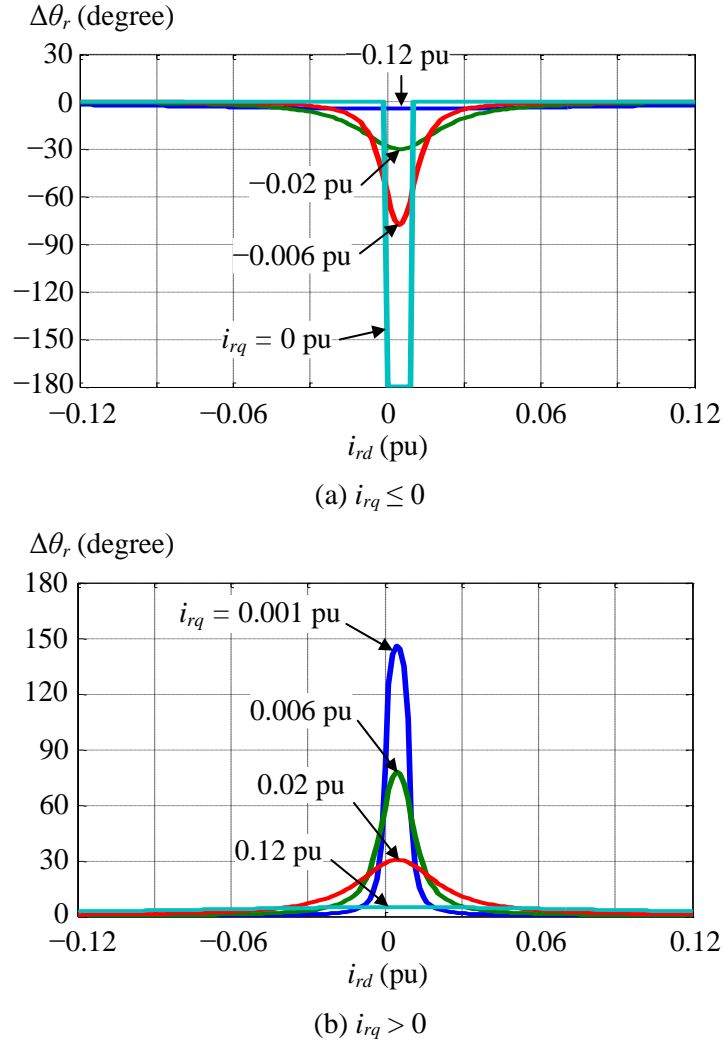 Δθr (degree)
−0.12 pu
30
0
−30
−60
−90
−120
−150
−180
−0.02 pu
−0.006 pu
irq = 0 pu
−0.12 −0.06 0 0.06 0.12
ird (pu)
(a) irq ≤ 0
Δθr (degree)
180
150
120
90
60
30
0
irq = 0.001 pu
0.006 pu
0.02 pu
0.12 pu
−0.12 −0.06 0 0.06 0.12
ird (pu)
(b) irq > 0